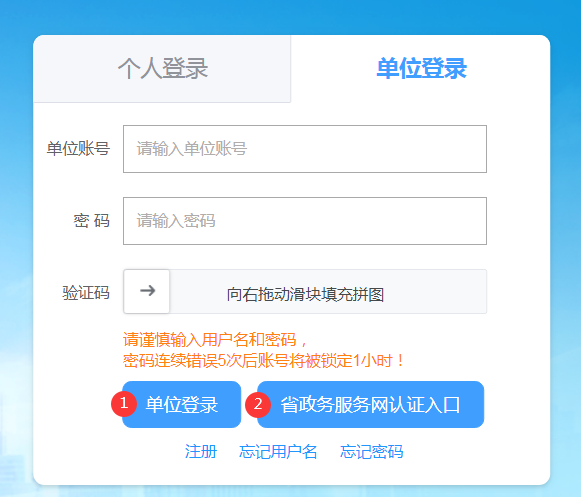 个人登录 单位登录
单位账号 请输入单位账号
密 码 请输入密码
验证码 → 向右拖动滑块填充拼图
请谨慎输入用户名和密码，
密码连续错误5次后账号将被锁定1小时！
1 单位登录 2 省政务服务网认证入口
注册 忘记用户名 忘记密码